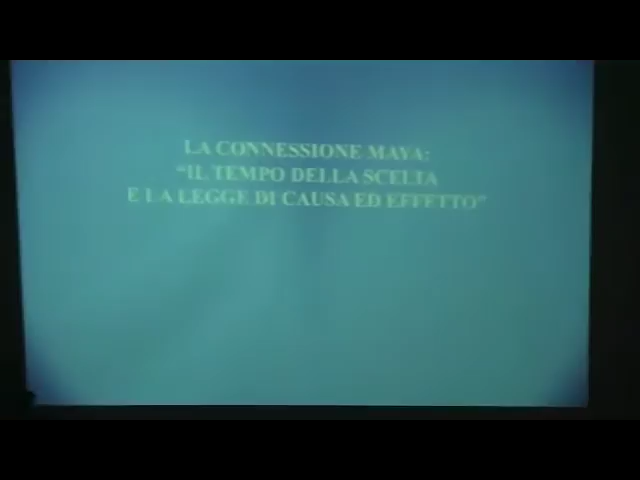 LA CONNESSIONE MAYA:
“IL TEMPO DELLA SCELTA
E LA LEGGE DI CAUSA ED EFFETTO”